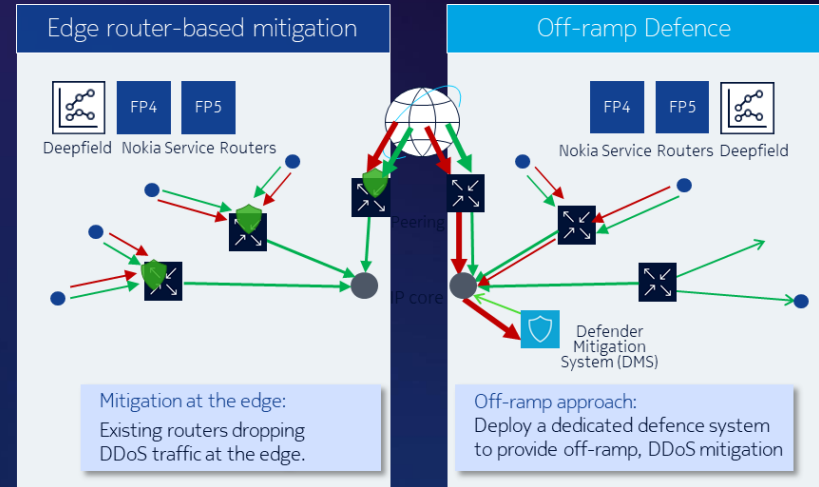 Edge router-based mitigation
Off-ramp Defence
FP4
FP5
Deepfield
Nokia Service Routers
FP4
FP5
Nokia Service Routers
Deepfield
Peering
IP core
Defender
Mitigation
System (DMS)
Mitigation at the edge:
Existing routers dropping
DDoS traffic at the edge.
Off-ramp approach:
Deploy a dedicated defence system
to provide off-ramp, DDoS mitigation